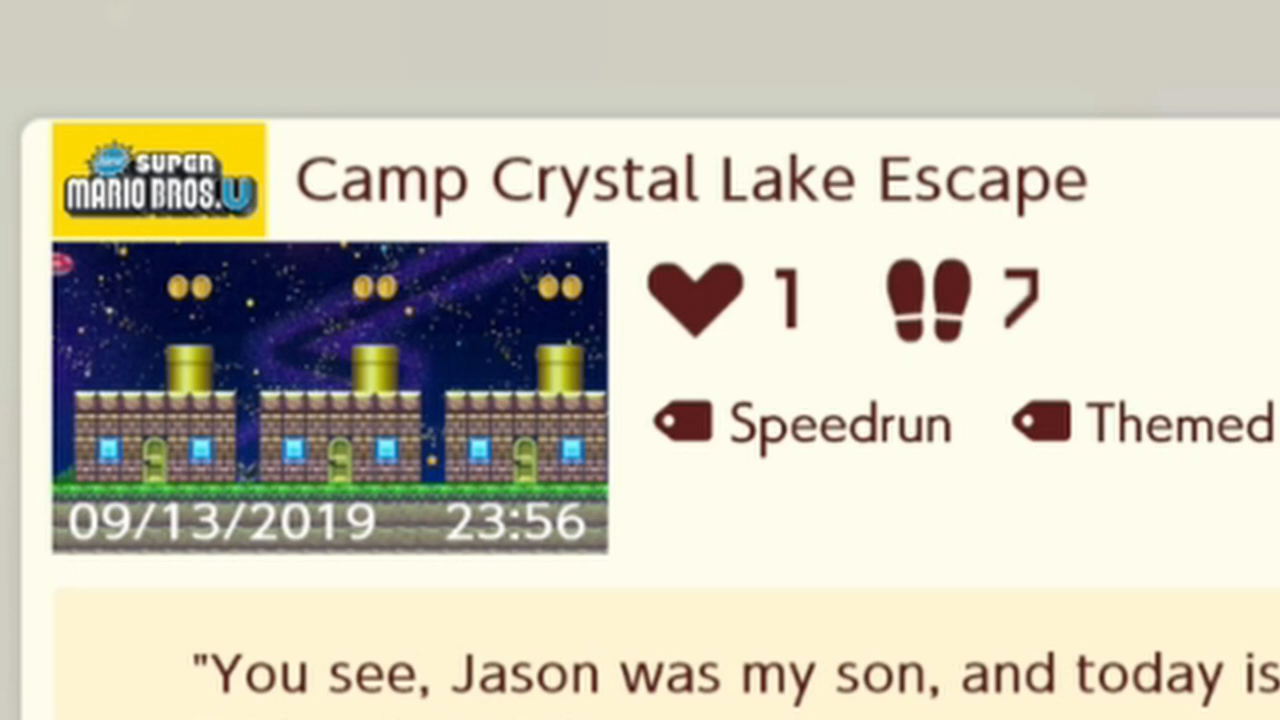 New SUPER
MARIO BROS. U
Camp Crystal Lake Escape
1 7
Speedrun Themed
09/13/2019 23:56
"You see, Jason was my son, and today is